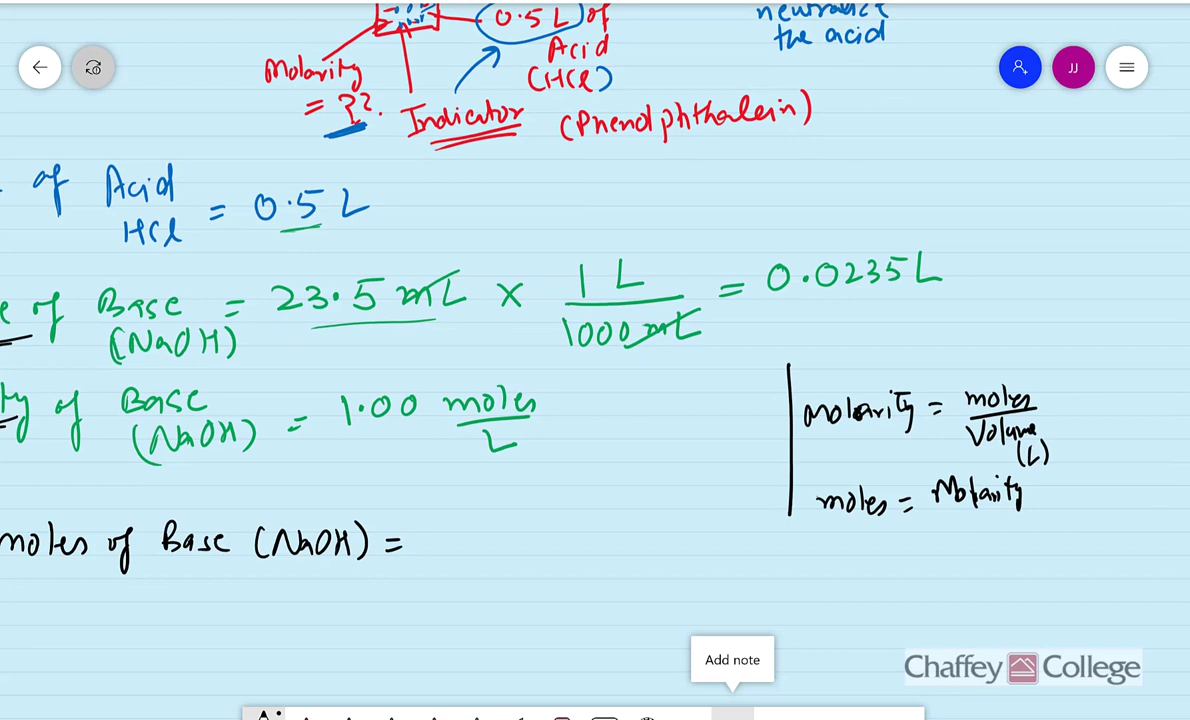 0.5 L of
Acid
(HCl)
neutralize
the acid
Molarity
= ??.
Indicator (Phenolphthalein)
JJ
of Acid
HCl = 0.5 L
of Base (NaOH) = 23.5 mL × 1 L / 1000 mL = 0.0235 L
of Base (NaOH) = 1.00 moles / L
molarity = moles / Volume (L)
moles = Molarity
moles of Base (NaOH) =
Add note
Chaffey College